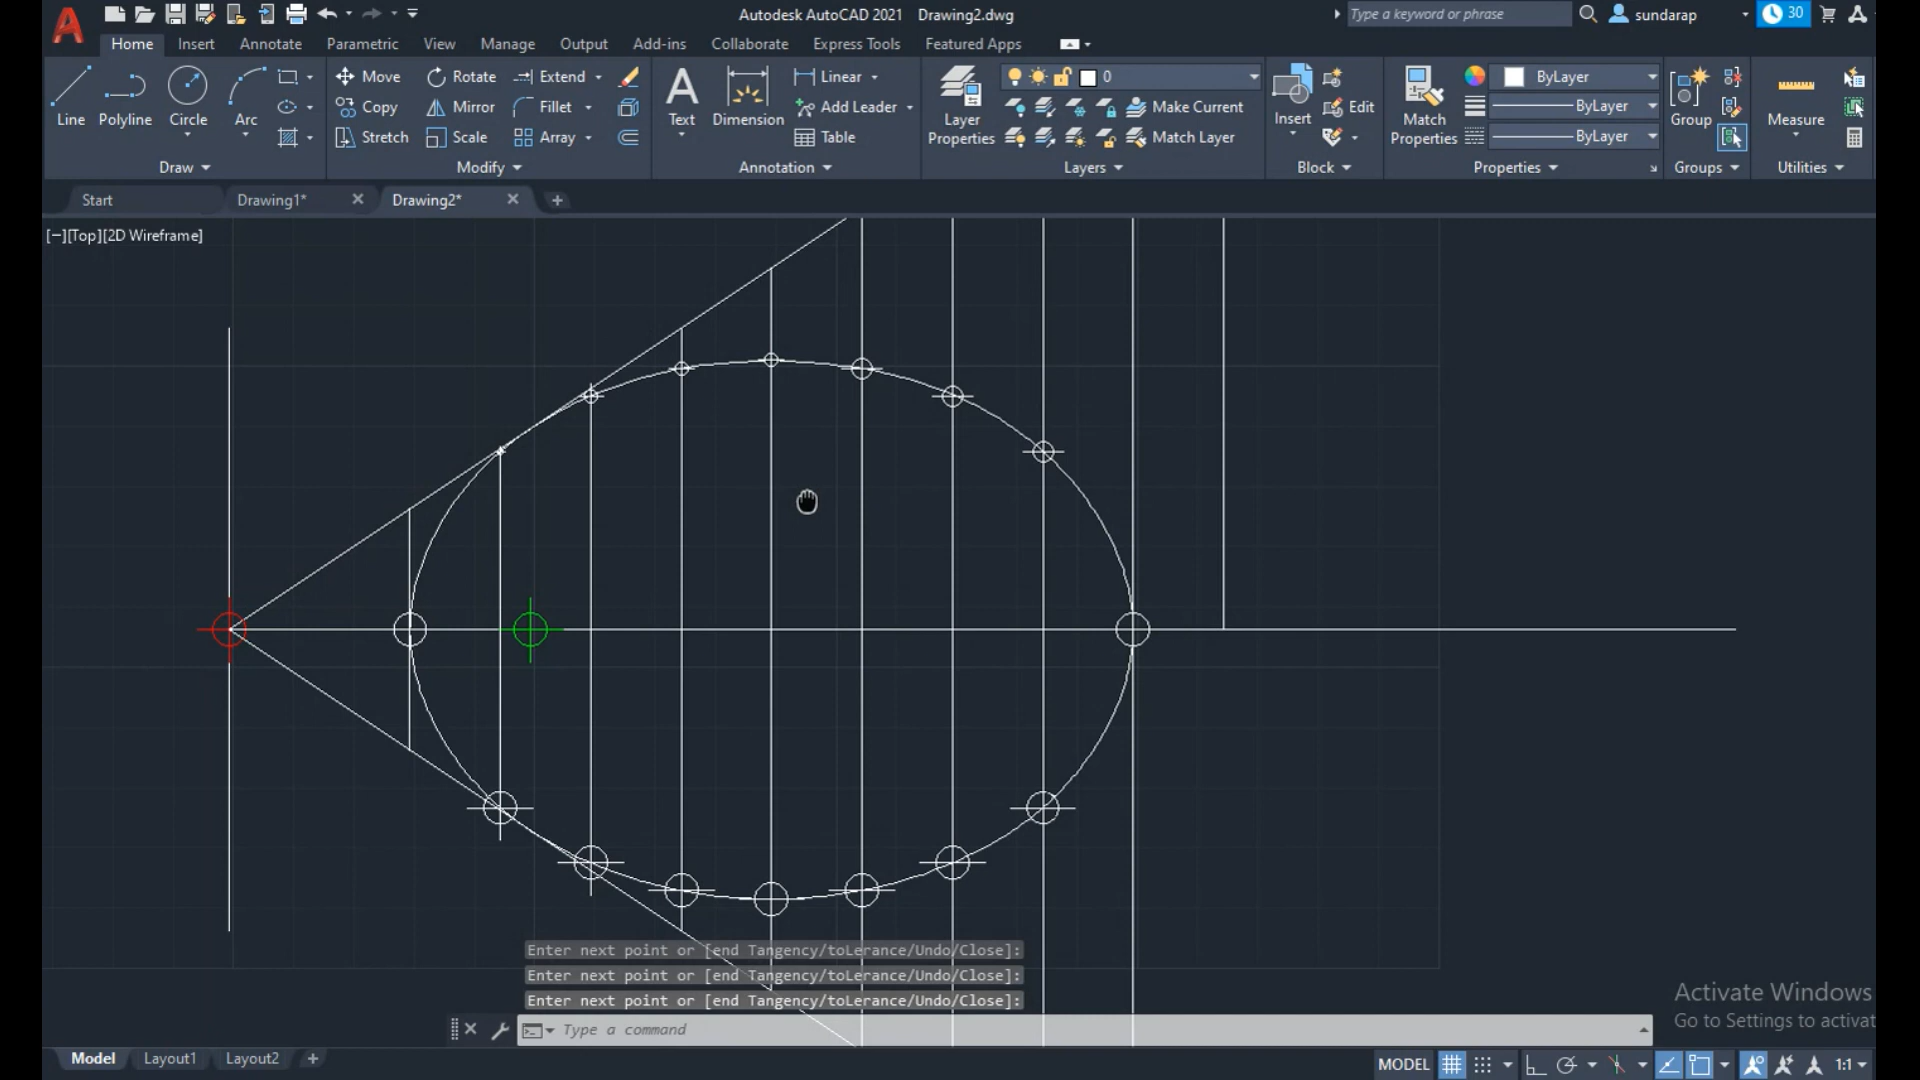 Autodesk AutoCAD 2021 Drawing2.dwg
Type a keyword or phrase
sundarap
30
Home Insert Annotate Parametric View Manage Output Add-ins Collaborate Express Tools Featured Apps
Line Polyline Circle Arc
Move Rotate Extend
Copy Mirror Fillet
Stretch Scale Array
Text Dimension
Linear
Add Leader
Table
Layer Properties
0
Make Current
Match Layer
Insert
Edit
Match Properties
ByLayer
ByLayer
ByLayer
Group
Measure
Draw Modify Annotation Layers Block Properties Groups Utilities
Start Drawing1* Drawing2*
[−][Top][2D Wireframe]
Enter next point or [end Tangency/toLerance/Undo/Close]:
Enter next point or [end Tangency/toLerance/Undo/Close]:
Enter next point or [end Tangency/toLerance/Undo/Close]:
Type a command
Activate Windows
Go to Settings to activat
Model Layout1 Layout2
MODEL
1:1